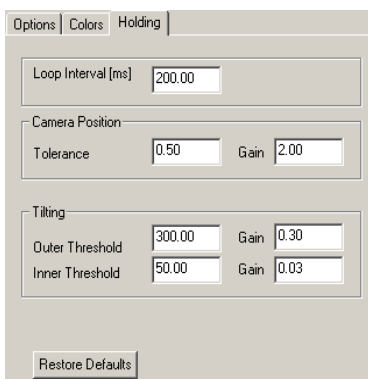 Options Colors Holding
Loop Interval [ms] 200.00
Camera Position
Tolerance 0.50 Gain 2.00
Tilting
Outer Threshold 300.00 Gain 0.30
Inner Threshold 50.00 Gain 0.03
Restore Defaults